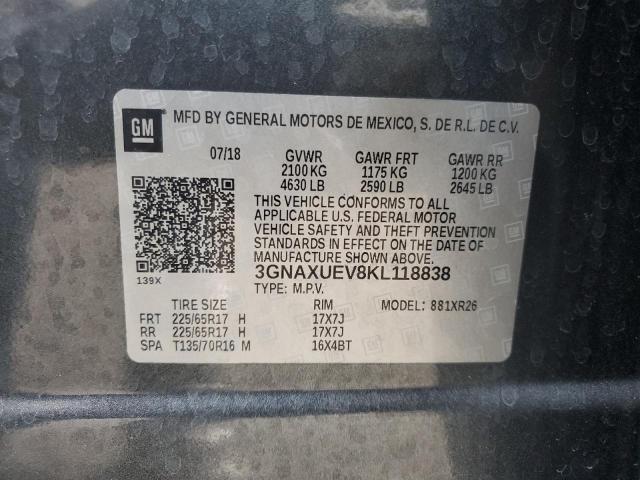 GM
MFD BY GENERAL MOTORS DE MEXICO, S. DE R.L. DE C.V.
07/18 GVWR GAWR FRT GAWR RR
2100 KG 1175 KG 1200 KG
4630 LB 2590 LB 2645 LB
THIS VEHICLE CONFORMS TO ALL
APPLICABLE U.S. FEDERAL MOTOR
VEHICLE SAFETY AND THEFT PREVENTION
STANDARDS IN EFFECT ON THE DATE OF
MANUFACTURE SHOWN ABOVE.
3GNAXUEV8KL118838
139X
TYPE: M.P.V.
TIRE SIZE RIM MODEL: 881XR26
FRT 225/65R17 H 17X7J
RR 225/65R17 H 17X7J
SPA T135/70R16 M 16X4BT